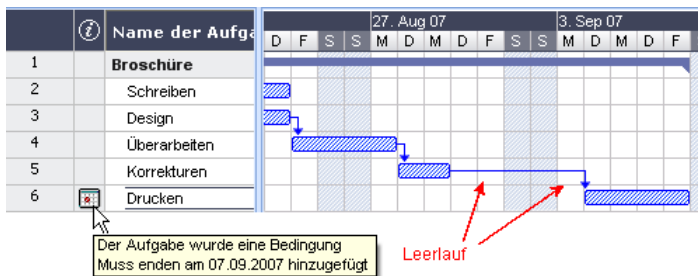 27. Aug 07 3. Sep 07
i Name der Aufga
D F S S M D M D F S S M D M D F
1 Broschüre
2 Schreiben
3 Design
4 Überarbeiten
5 Korrekturen
6 Drucken
Der Aufgabe wurde eine Bedingung
Muss enden am 07.09.2007 hinzugefügt
Leerlauf